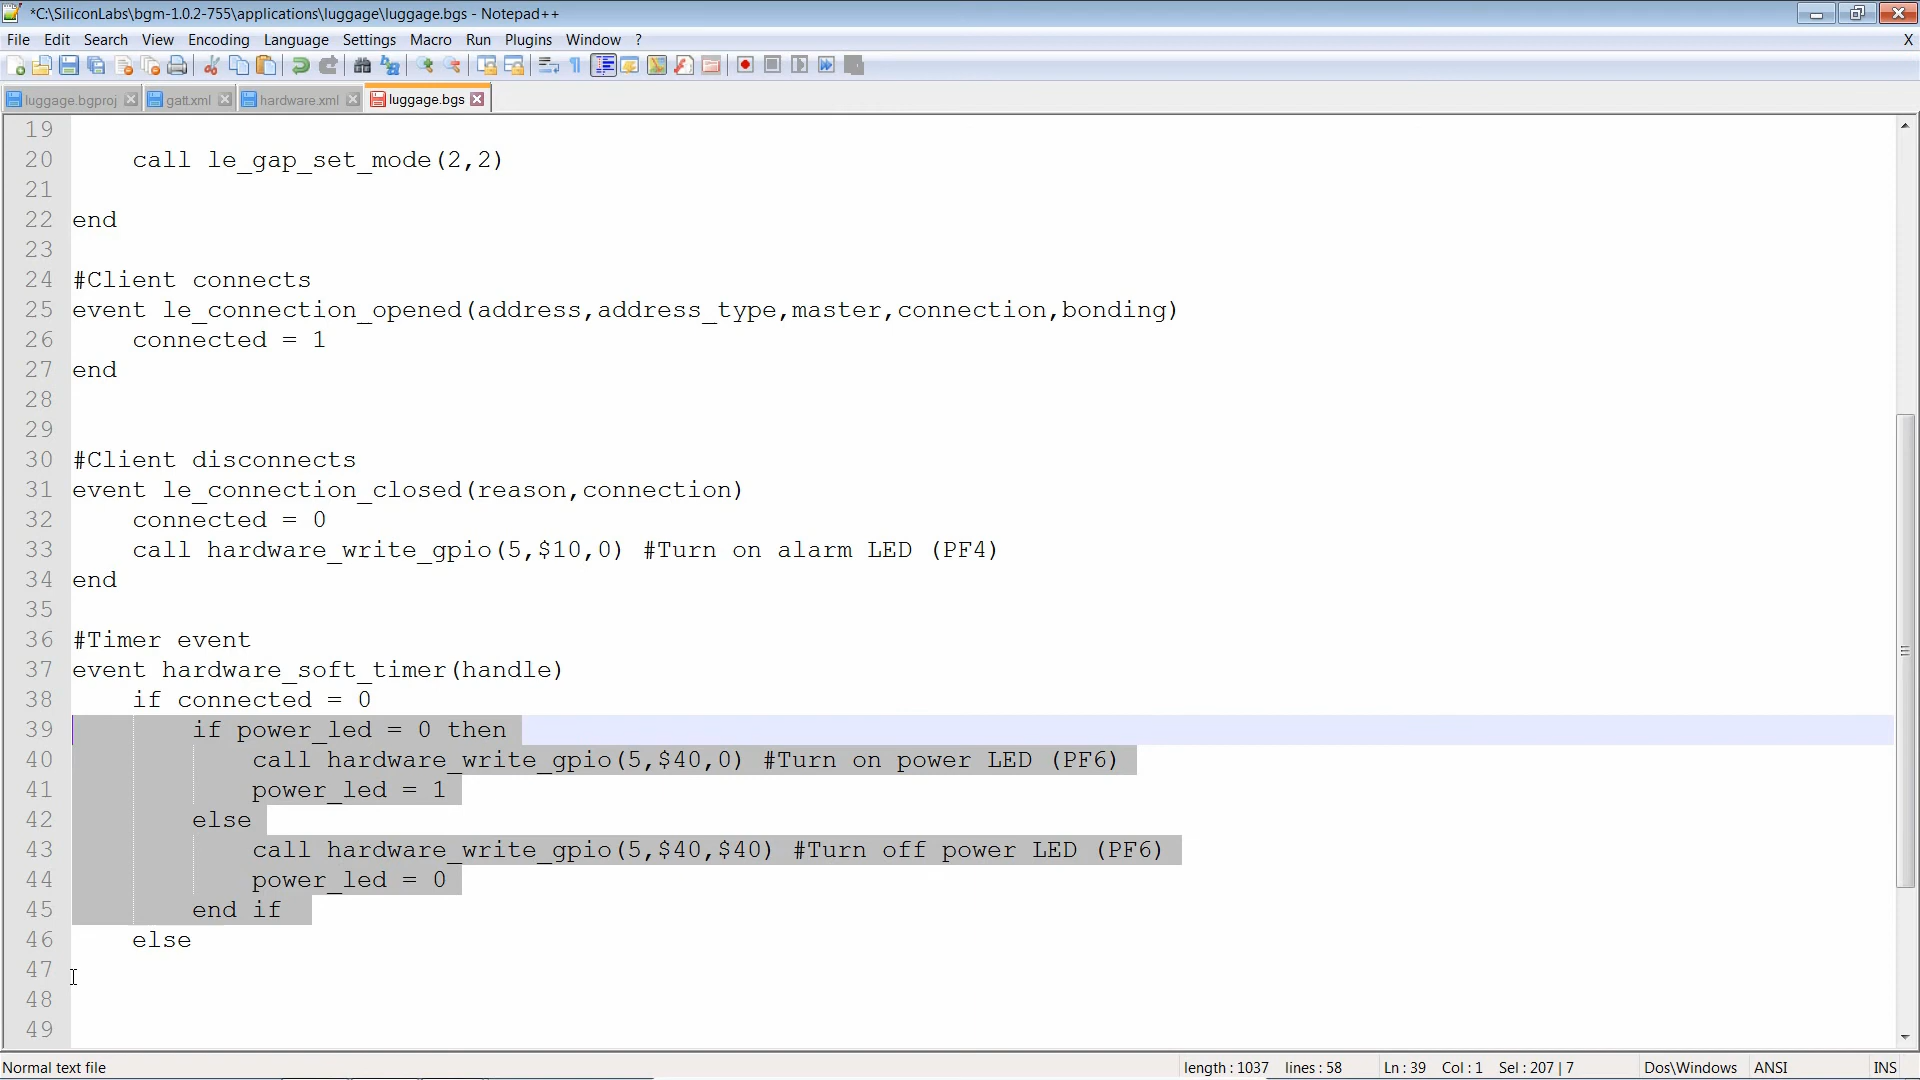 *C:\SiliconLabs\bgm-1.0.2-755\applications\luggage\luggage.bgs - Notepad++
File Edit Search View Encoding Language Settings Macro Run Plugins Window ? X
luggage.bgproj gatt.xml hardware.xml luggage.bgs
19
20 call le_gap_set_mode(2,2)
21
22 end
23
24 #Client connects
25 event le_connection_opened(address,address_type,master,connection,bonding)
26 connected = 1
27 end
28
29
30 #Client disconnects
31 event le_connection_closed(reason,connection)
32 connected = 0
33 call hardware_write_gpio(5,$10,0) #Turn on alarm LED (PF4)
34 end
35
36 #Timer event
37 event hardware_soft_timer(handle)
38 if connected = 0
39 if power_led = 0 then
40 call hardware_write_gpio(5,$40,0) #Turn on power LED (PF6)
41 power_led = 1
42 else
43 call hardware_write_gpio(5,$40,$40) #Turn off power LED (PF6)
44 power_led = 0
45 end if
46 else
47
48
49
Normal text file length : 1037 lines : 58 Ln : 39 Col : 1 Sel : 207 | 7 Dos\Windows ANSI INS